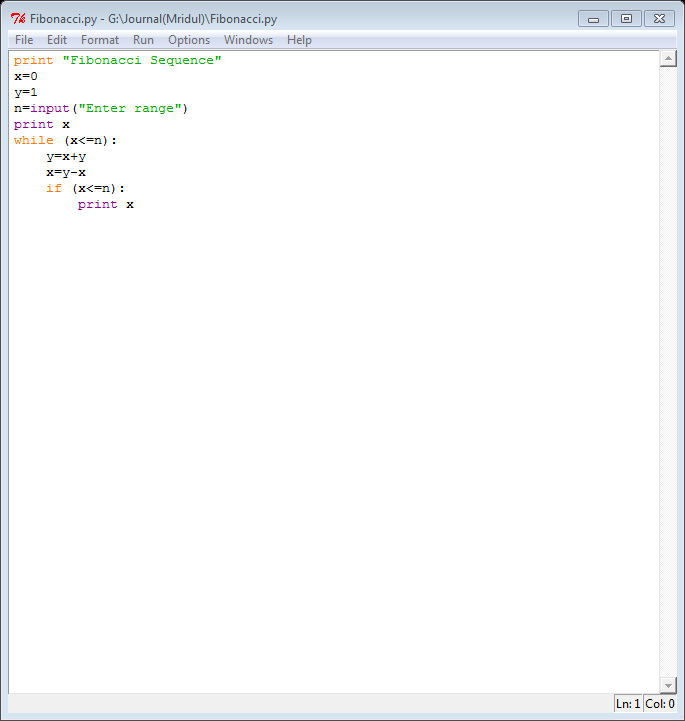 Fibonacci.py - G:\Journal(Mridul)\Fibonacci.py
File Edit Format Run Options Windows Help
print "Fibonacci Sequence"
x=0
y=1
n=input("Enter range")
print x
while (x<=n):
    y=x+y
    x=y-x
    if (x<=n):
        print x
Ln: 1 Col: 0